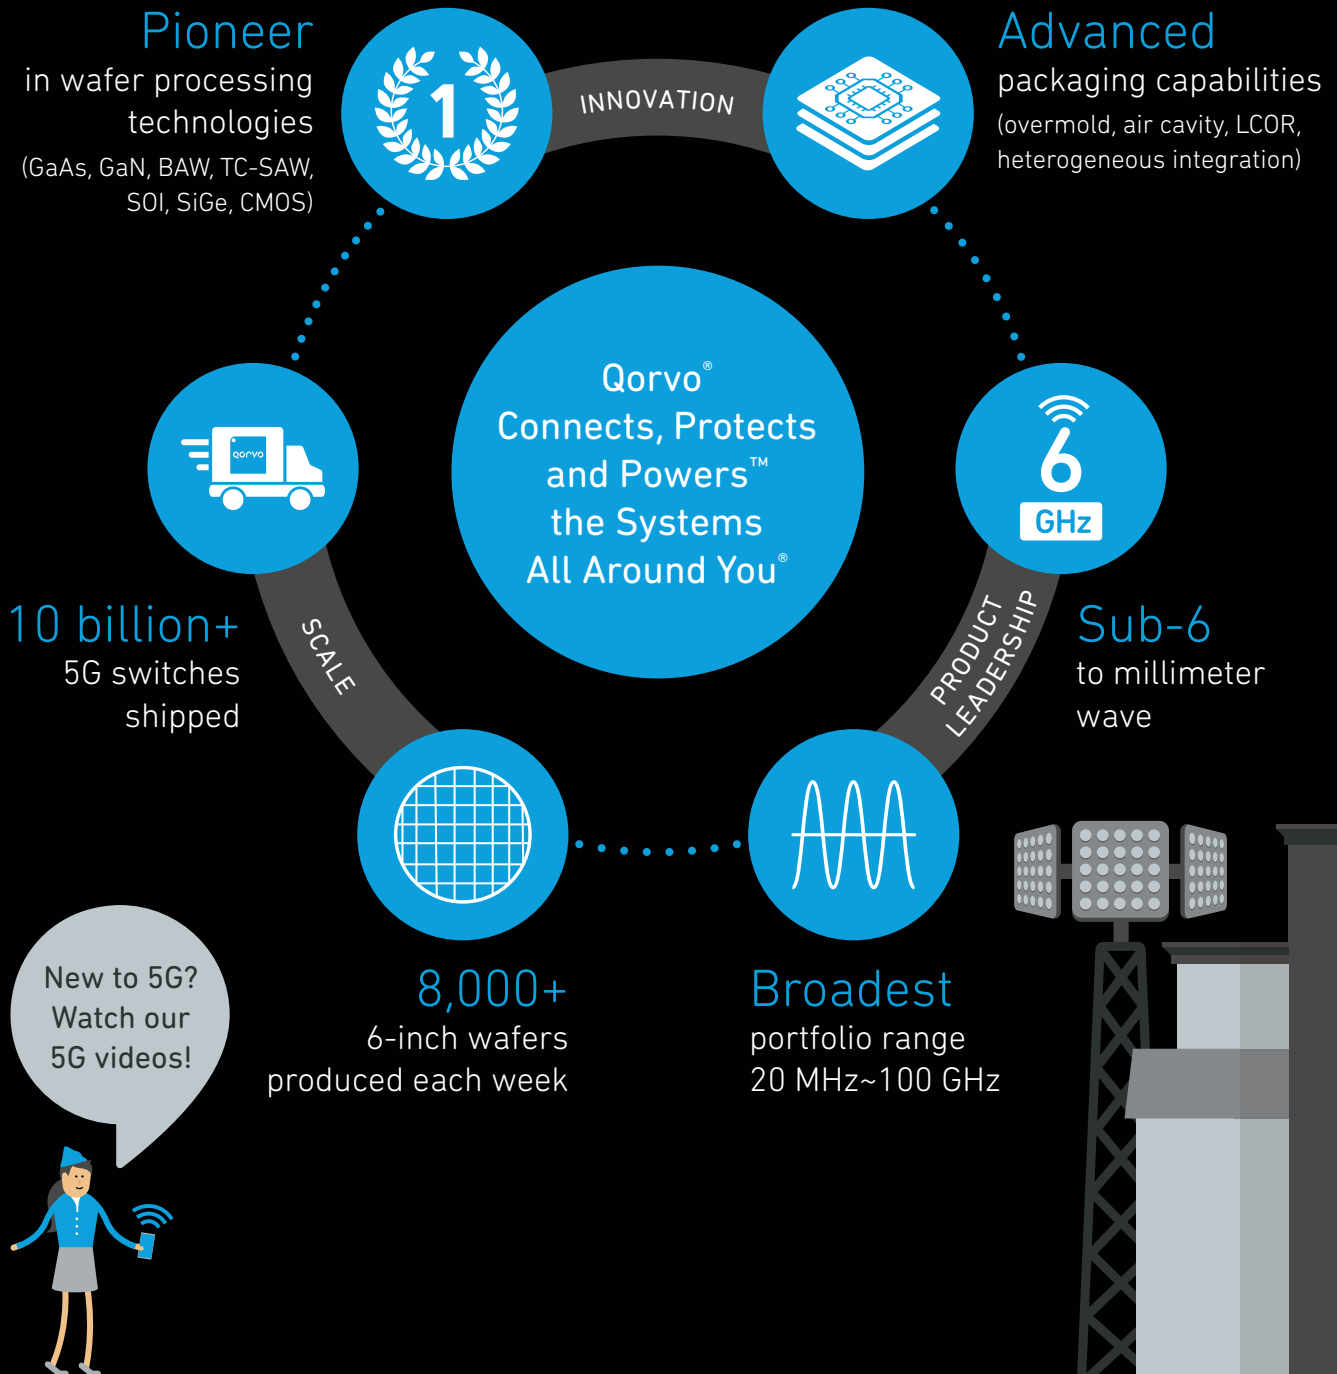 Pioneer
in wafer processing
technologies
(GaAs, GaN, BAW, TC-SAW,
SOI, SiGe, CMOS)
1
INNOVATION
Advanced
packaging capabilities
(overmold, air cavity, LCOR,
heterogeneous integration)
Qorvo®
Connects, Protects
and Powers™
the Systems
All Around You®
QORVO
6
GHz
10 billion+
5G switches
shipped
SCALE
PRODUCT
LEADERSHIP
Sub-6
to millimeter
wave
8,000+
6-inch wafers
produced each week
Broadest
portfolio range
20 MHz~100 GHz
New to 5G?
Watch our
5G videos!